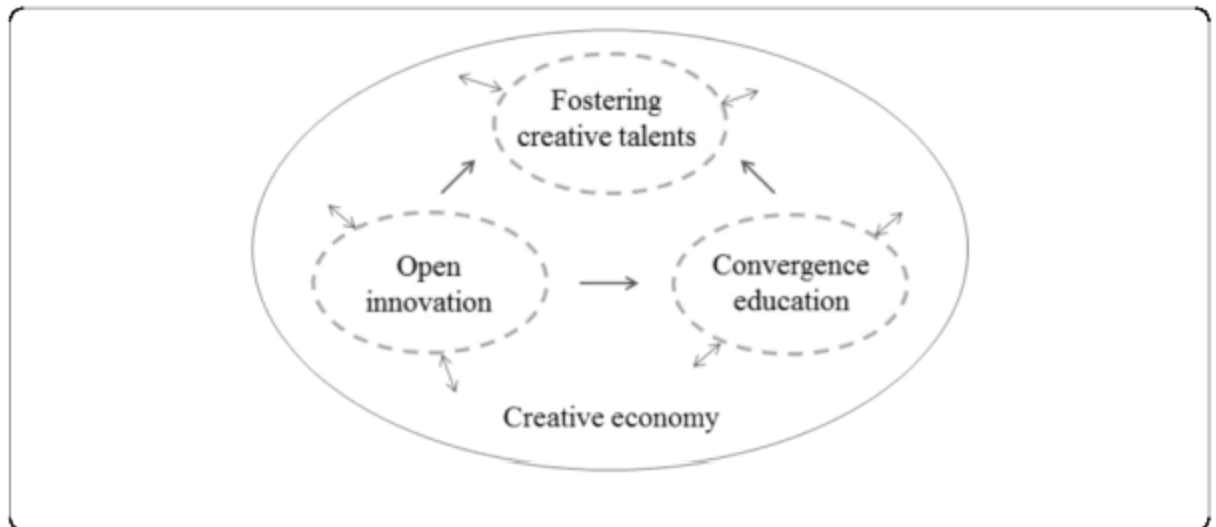 Fostering
creative talents
Open
innovation
Convergence
education
Creative economy